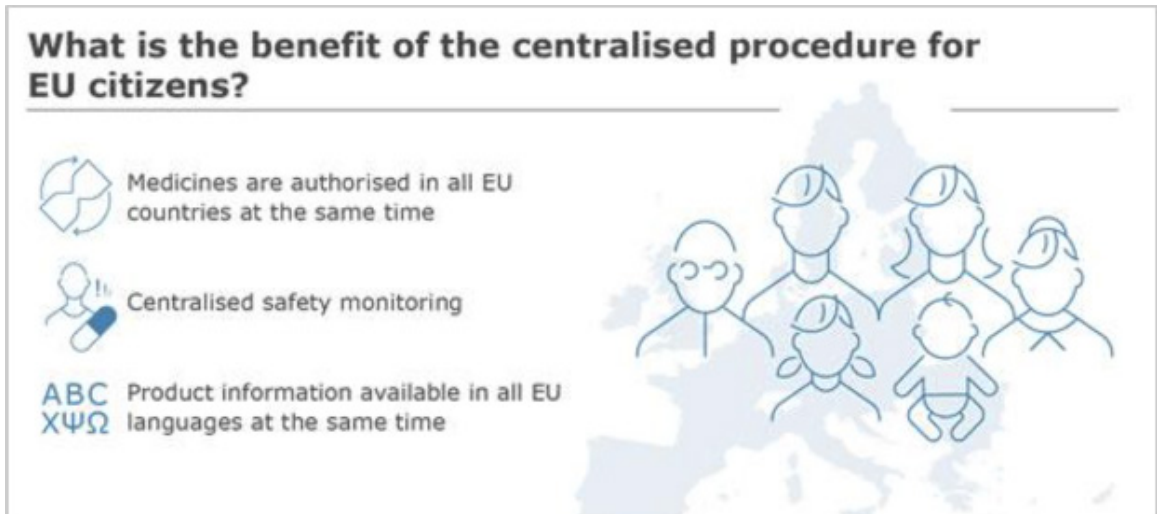 What is the benefit of the centralised procedure for
EU citizens?
Medicines are authorised in all EU
countries at the same time
Centralised safety monitoring
ABC
ΧΨΩ
Product information available in all EU
languages at the same time